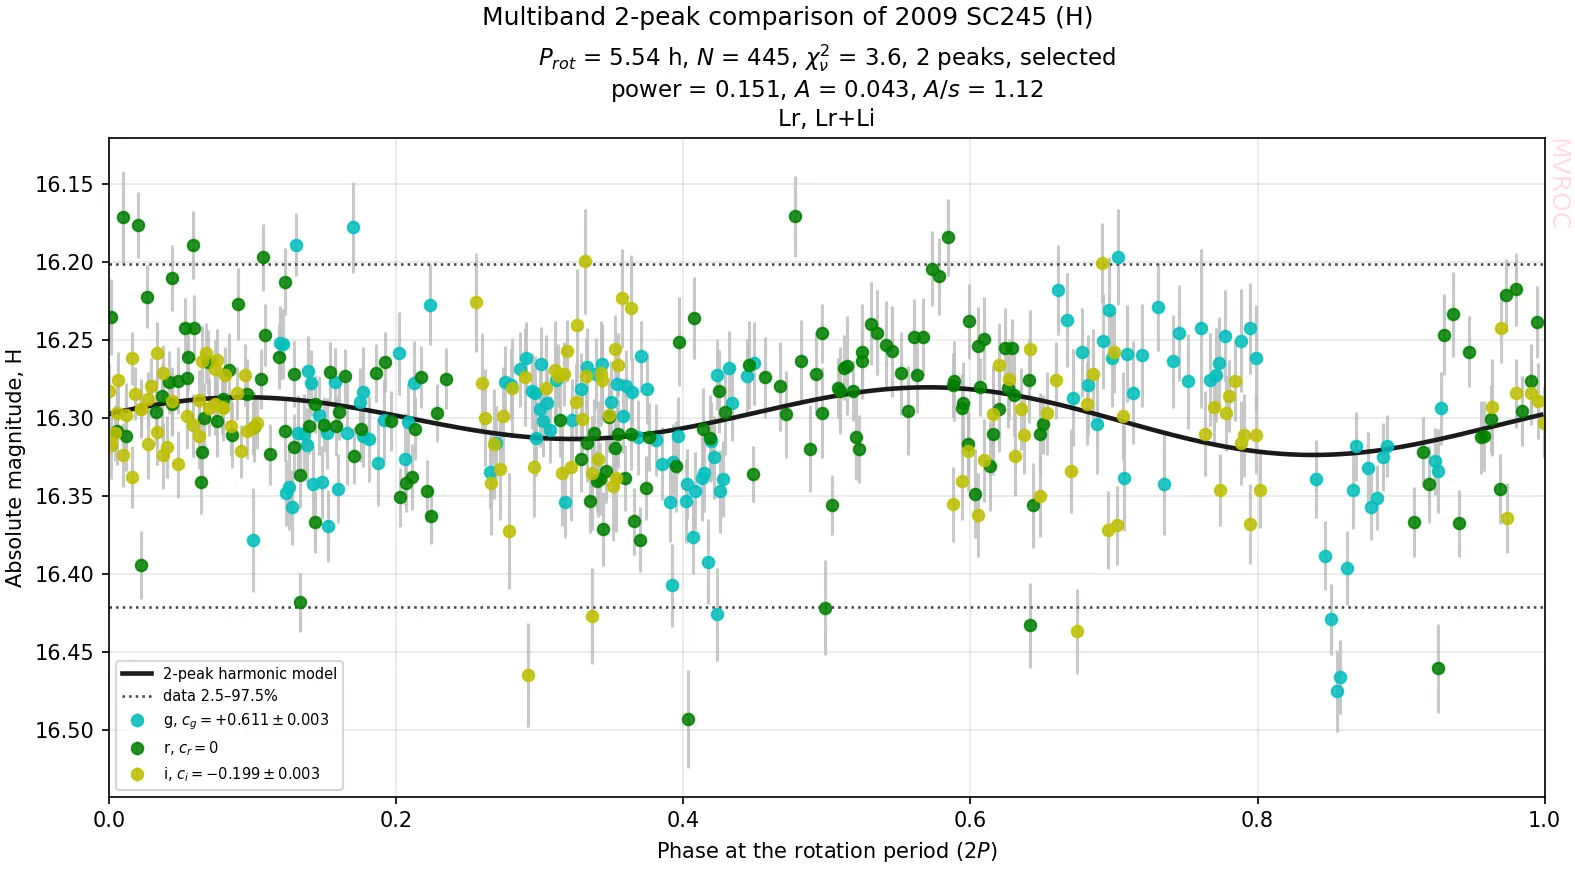 Multiband 2-peak comparison of 2009 SC245 (H)
P_rot = 5.54 h, N = 445, χ²_ν = 3.6, 2 peaks, selected
power = 0.151, A = 0.043, A/s = 1.12
Lr, Lr+Li
MVROC
Absolute magnitude, H
16.15
16.20
16.25
16.30
16.35
16.40
16.45
16.50
2-peak harmonic model
data 2.5–97.5%
g, c_g = +0.611 ± 0.003
r, c_r = 0
i, c_i = −0.199 ± 0.003
0.0 0.2 0.4 0.6 0.8 1.0
Phase at the rotation period (2P)